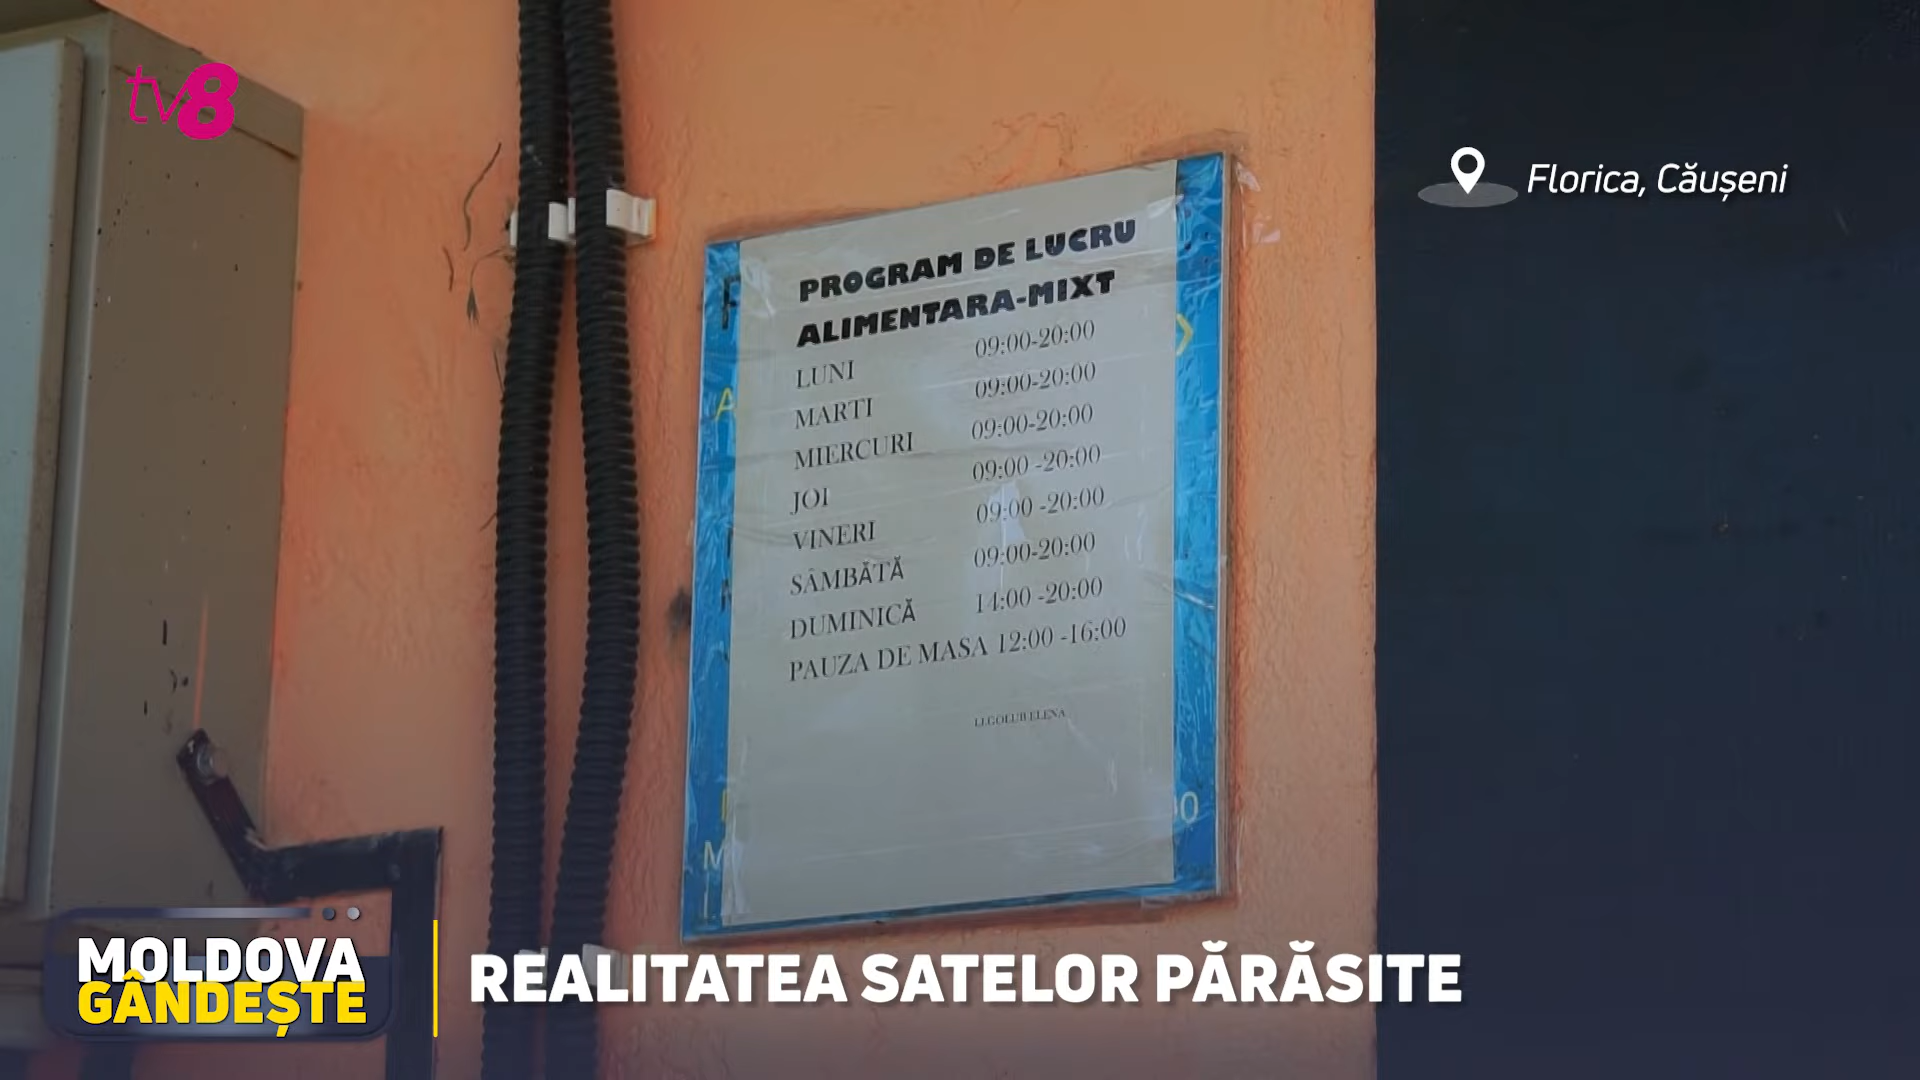 tv8
Florica, Căușeni
PROGRAM DE LUCRU
ALIMENTARA-MIXT
LUNI 09:00-20:00
MARTI 09:00-20:00
MIERCURI 09:00-20:00
JOI 09:00 -20:00
VINERI 09:00 -20:00
SÂMBĂTĂ 09:00-20:00
DUMINICĂ 14:00 -20:00
PAUZA DE MASA 12:00 -16:00
ELENA
MOLDOVA
GÂNDEȘTE
REALITATEA SATELOR PĂRĂSITE